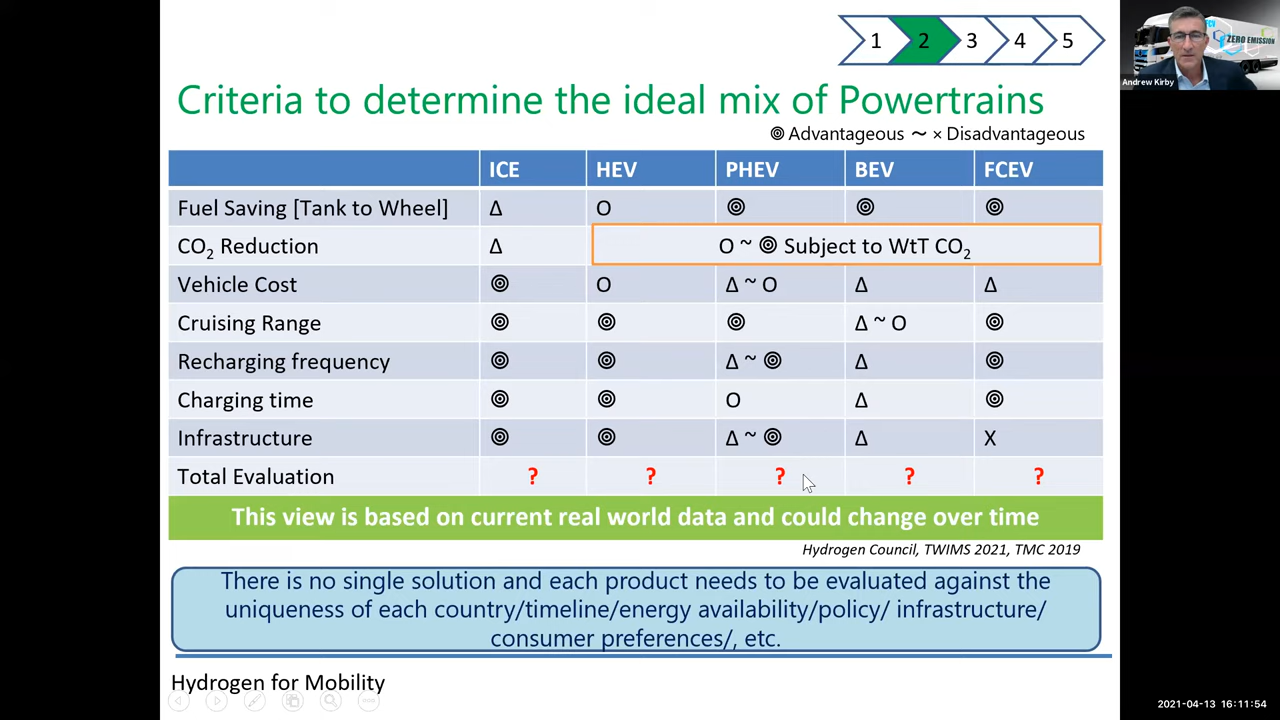 1 2 3 4 5
ZERO EMISSION
Andrew Kirby
Criteria to determine the ideal mix of Powertrains
◎ Advantageous ~ × Disadvantageous
ICE HEV PHEV BEV FCEV
Fuel Saving [Tank to Wheel] Δ O ◎ ◎ ◎
CO₂ Reduction Δ O ~ ◎ Subject to WtT CO₂
Vehicle Cost ◎ O Δ ~ O Δ Δ
Cruising Range ◎ ◎ ◎ Δ ~ O ◎
Recharging frequency ◎ ◎ Δ ~ ◎ Δ ◎
Charging time ◎ ◎ O Δ ◎
Infrastructure ◎ ◎ Δ ~ ◎ Δ X
Total Evaluation ? ? ? ? ?
This view is based on current real world data and could change over time
Hydrogen Council, TWIMS 2021, TMC 2019
There is no single solution and each product needs to be evaluated against the
uniqueness of each country/timeline/energy availability/policy/ infrastructure/
consumer preferences/, etc.
Hydrogen for Mobility
2021-04-13 16:11:54